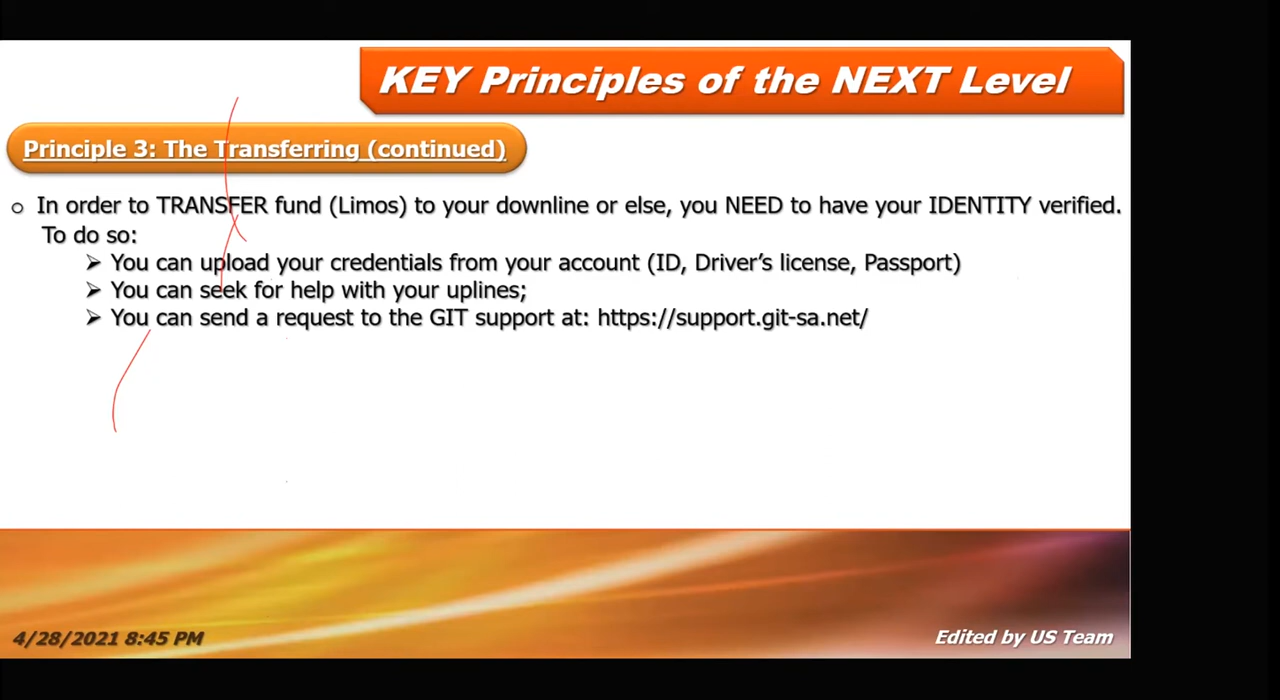 KEY Principles of the NEXT Level
Principle 3: The Transferring (continued)
o In order to TRANSFER fund (Limos) to your downline or else, you NEED to have your IDENTITY verified.
To do so:
➢ You can upload your credentials from your account (ID, Driver's license, Passport)
➢ You can seek for help with your uplines;
➢ You can send a request to the GIT support at: https://support.git-sa.net/
4/28/2021 8:45 PM
Edited by US Team